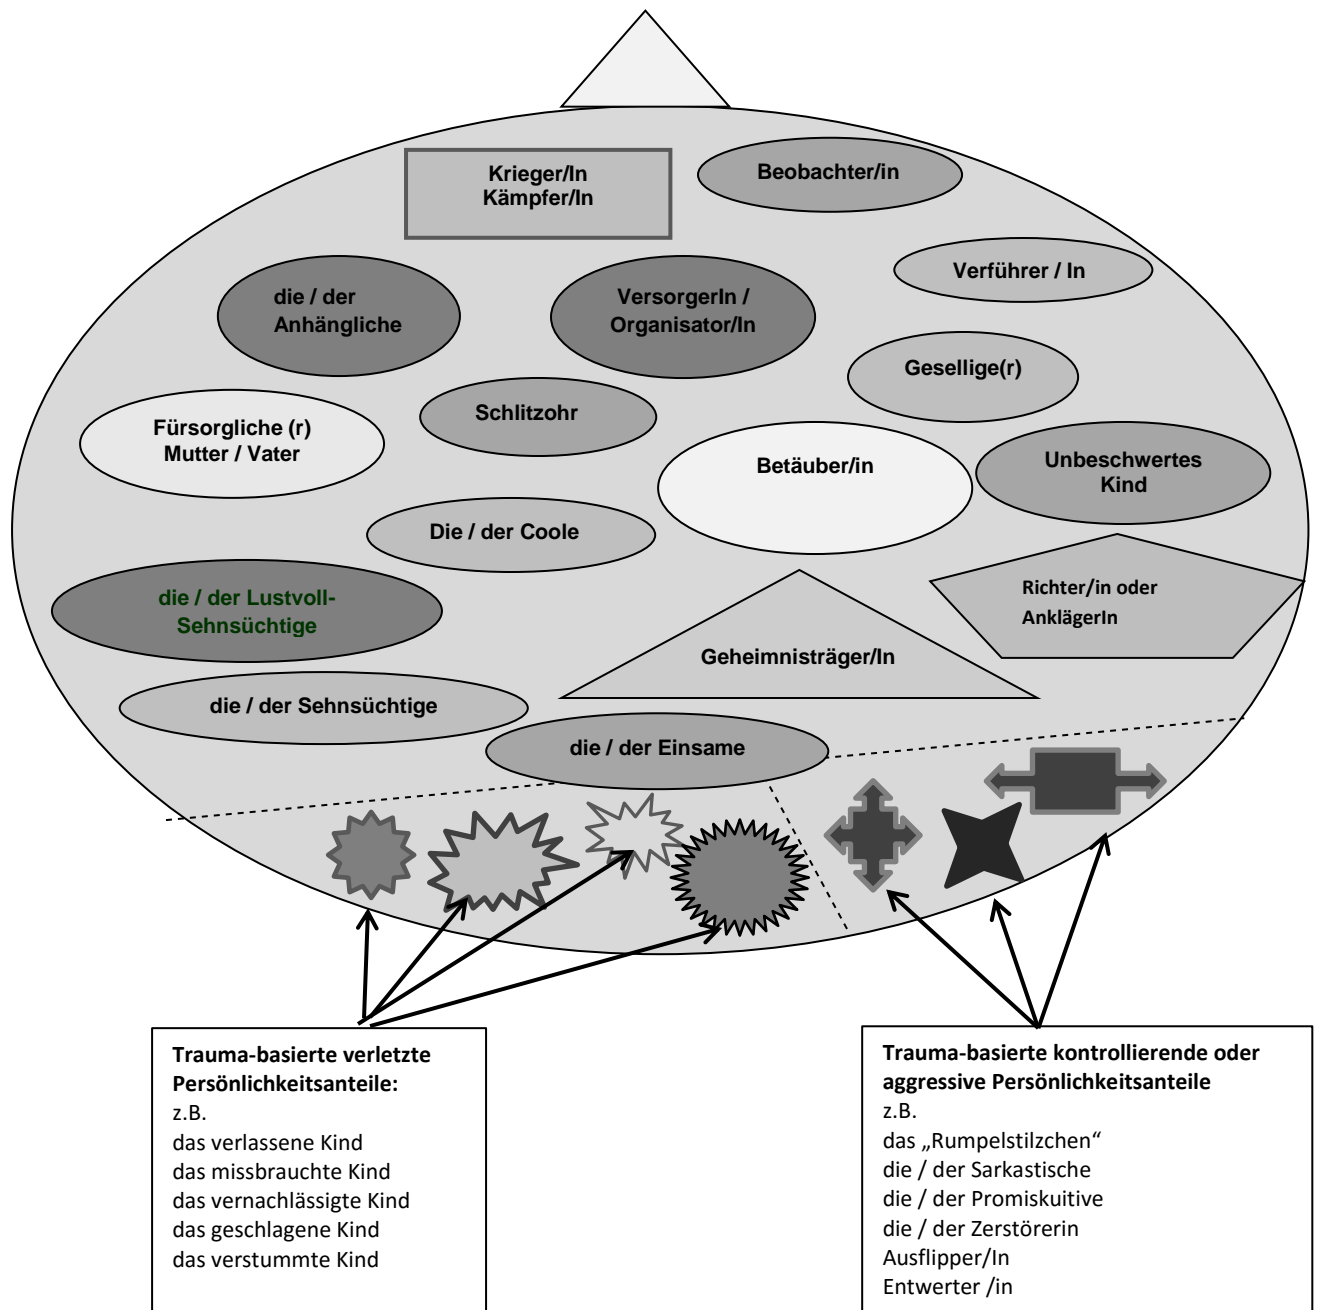 Krieger/In
Kämpfer/In
Beobachter/in
Verführer / In
die / der
Anhängliche
VersorgerIn /
Organisator/In
Gesellige(r)
Schlitzohr
Fürsorgliche (r)
Mutter / Vater
Betäuber/in
Unbeschwertes
Kind
Die / der Coole
die / der Lustvoll-
Sehnsüchtige
Richter/in oder
AnklägerIn
Geheimnisträger/In
die / der Sehnsüchtige
die / der Einsame
Trauma-basierte verletzte
Persönlichkeitsanteile:
z.B.
das verlassene Kind
das missbrauchte Kind
das vernachlässigte Kind
das geschlagene Kind
das verstummte Kind
Trauma-basierte kontrollierende oder
aggressive Persönlichkeitsanteile
z.B.
das „Rumpelstilzchen“
die / der Sarkastische
die / der Promiskuitive
die / der Zerstörerin
Ausflipper/In
Entwerter /in